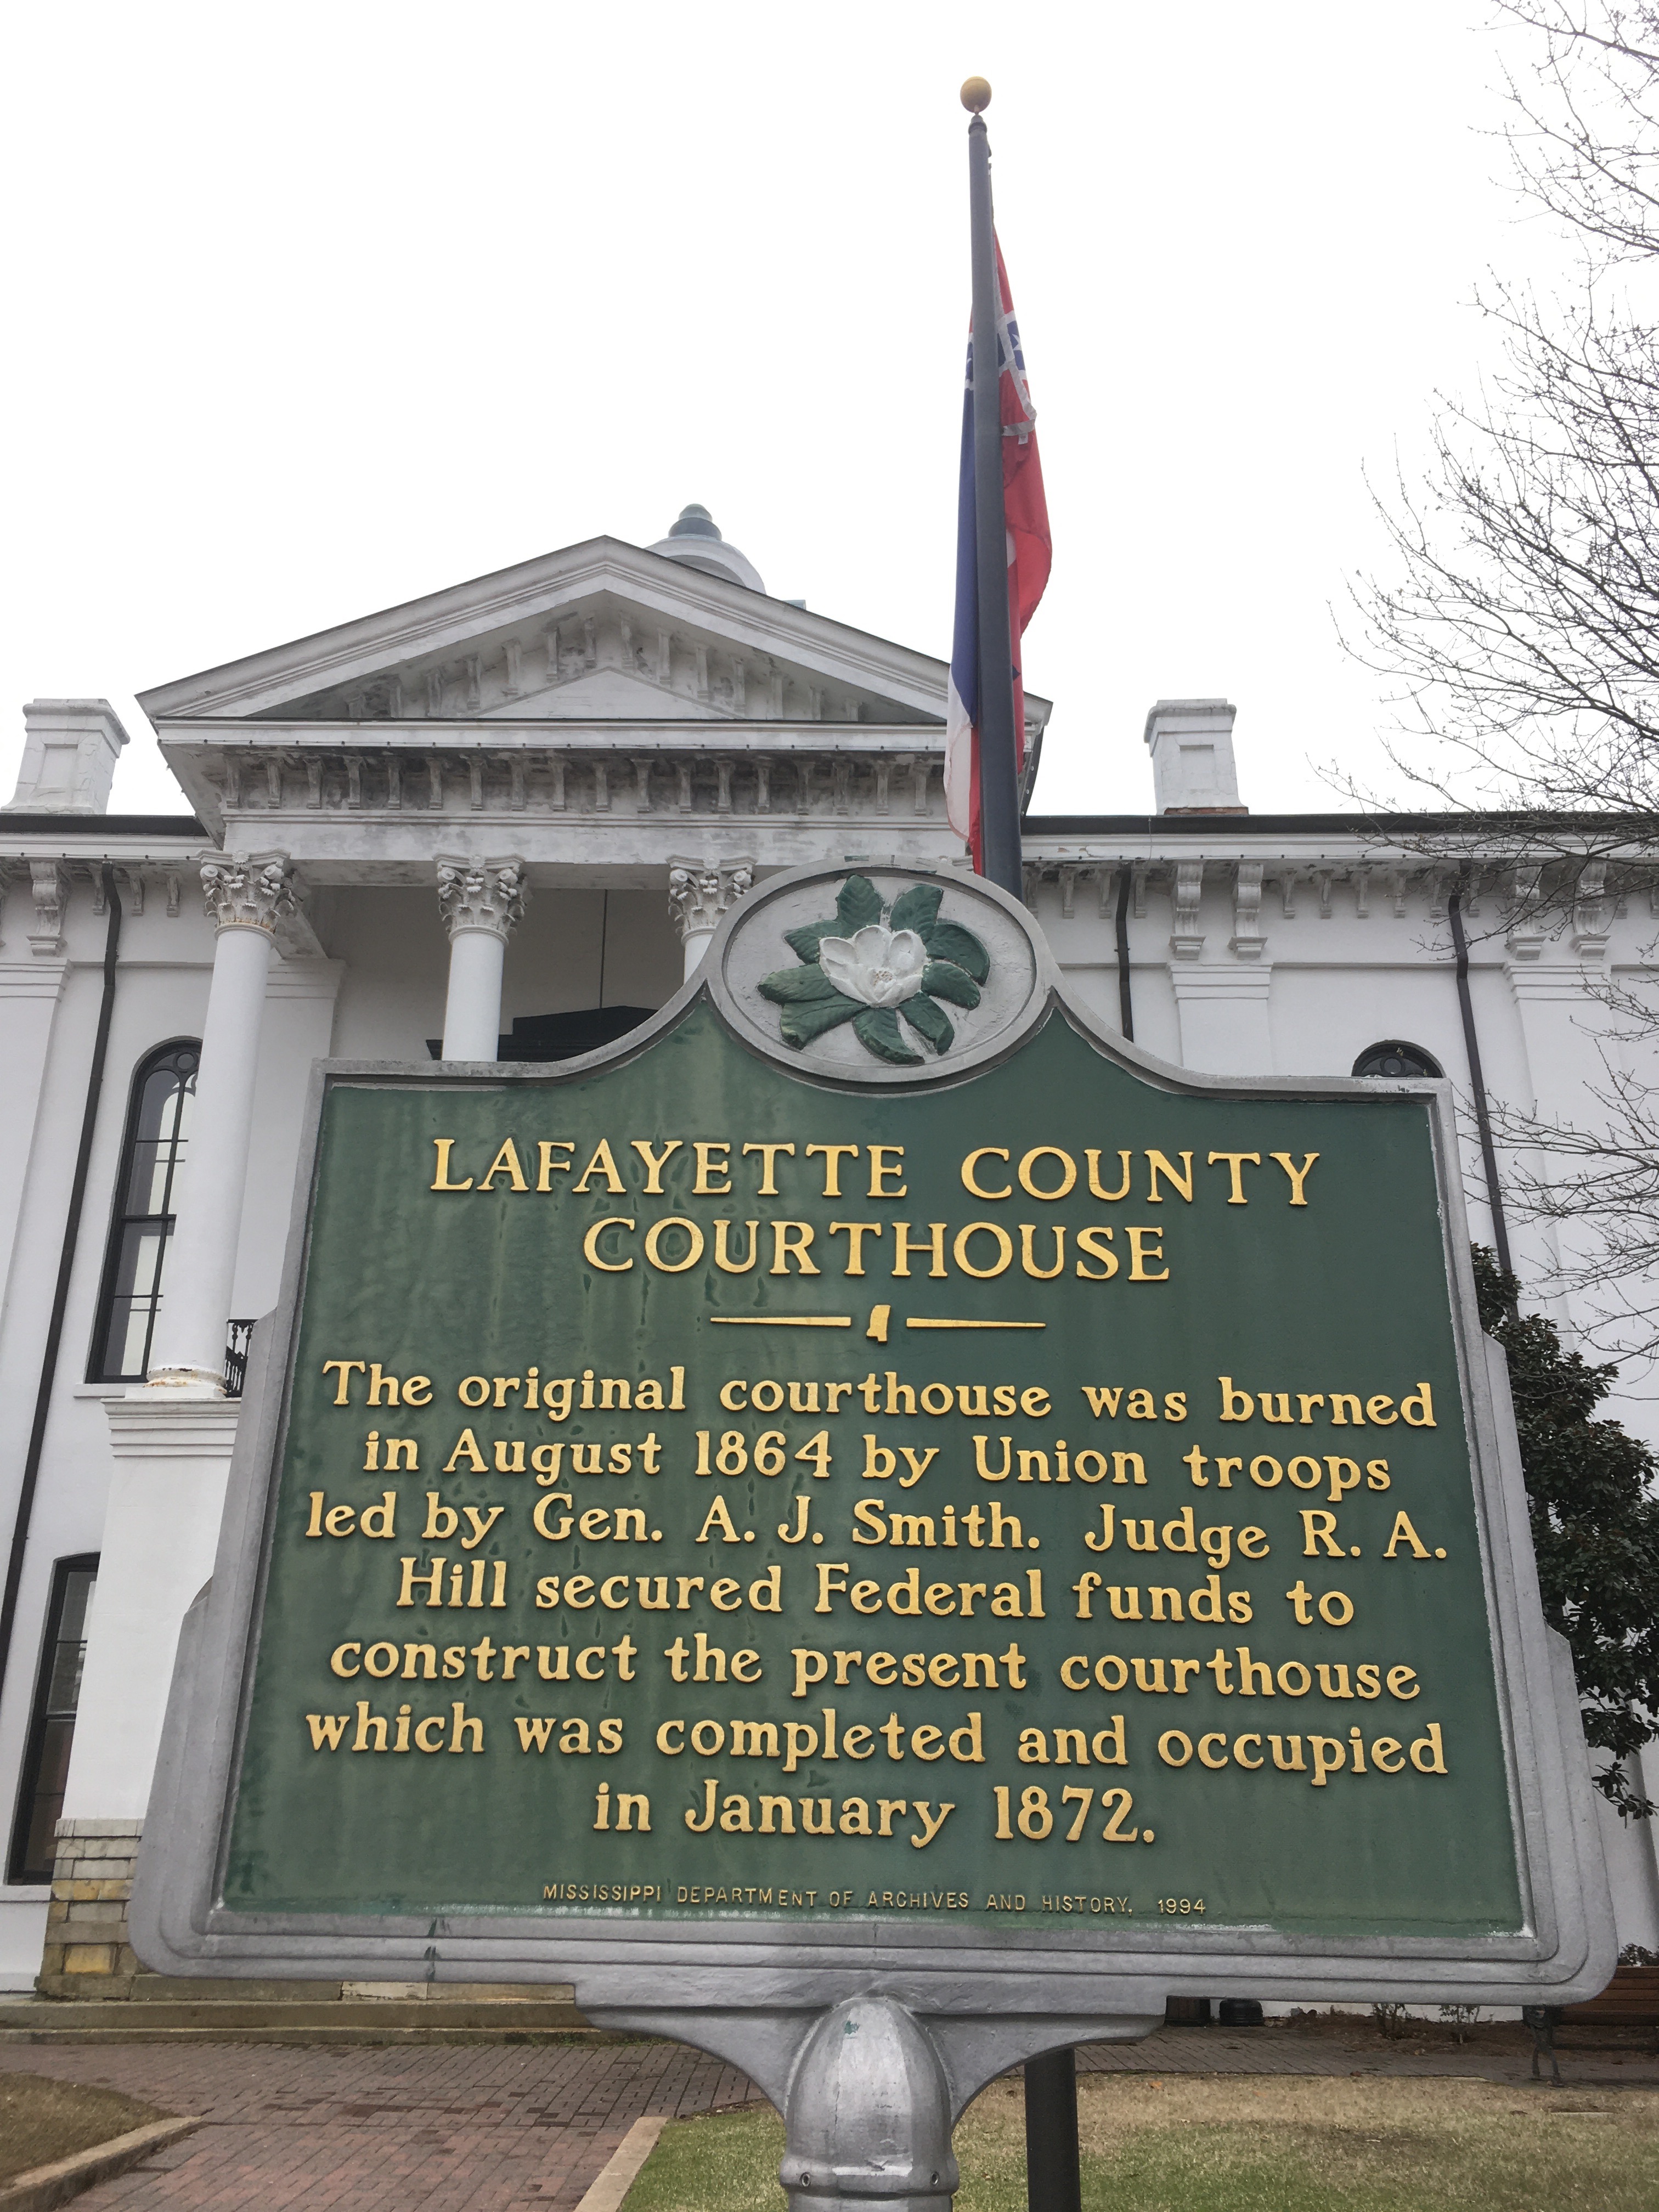 LAFAYETTE COUNTY
COURTHOUSE
The original courthouse was burned
in August 1864 by Union troops
led by Gen. A. J. Smith. Judge R. A.
Hill secured Federal funds to
construct the present courthouse
which was completed and occupied
in January 1872.
MISSISSIPPI DEPARTMENT OF ARCHIVES AND HISTORY, 1994